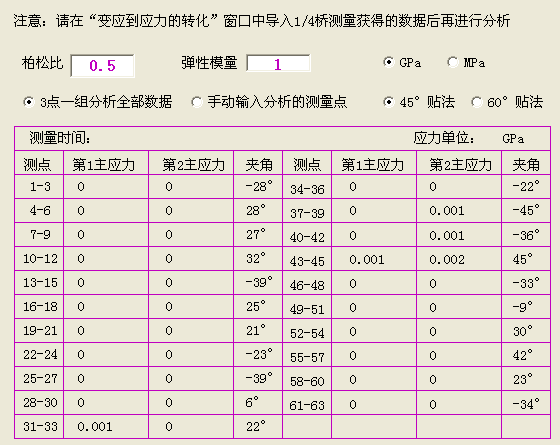 注意：请在“变应到应力的转化”窗口中导入1/4桥测量获得的数据后再进行分析
柏松比 0.5 弹性模量 1 GPa MPa
3点一组分析全部数据 手动输入分析的测量点 45°贴法 60°贴法
测量时间： 应力单位： GPa
测点 第1主应力 第2主应力 夹角 测点 第1主应力 第2主应力 夹角
1-3 0 0 -28° 34-36 0 0 -22°
4-6 0 0 28° 37-39 0 0.001 -45°
7-9 0 0 27° 40-42 0 0.001 -36°
10-12 0 0 32° 43-45 0.001 0.002 45°
13-15 0 0 -39° 46-48 0 0 -33°
16-18 0 0 25° 49-51 0 0 -9°
19-21 0 0 21° 52-54 0 0 30°
22-24 0 0 -23° 55-57 0 0 42°
25-27 0 0 -39° 58-60 0 0 23°
28-30 0 0 6° 61-63 0 0 -34°
31-33 0.001 0 22°